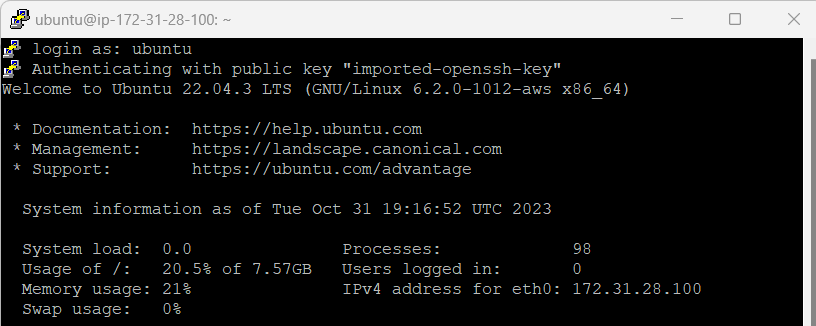 ubuntu@ip-172-31-28-100: ~
login as: ubuntu
Authenticating with public key "imported-openssh-key"
Welcome to Ubuntu 22.04.3 LTS (GNU/Linux 6.2.0-1012-aws x86_64)
* Documentation:  https://help.ubuntu.com
* Management:     https://landscape.canonical.com
* Support:        https://ubuntu.com/advantage
System information as of Tue Oct 31 19:16:52 UTC 2023
System load:  0.0               Processes:             98
Usage of /:   20.5% of 7.57GB   Users logged in:       0
Memory usage: 21%               IPv4 address for eth0: 172.31.28.100
Swap usage:   0%